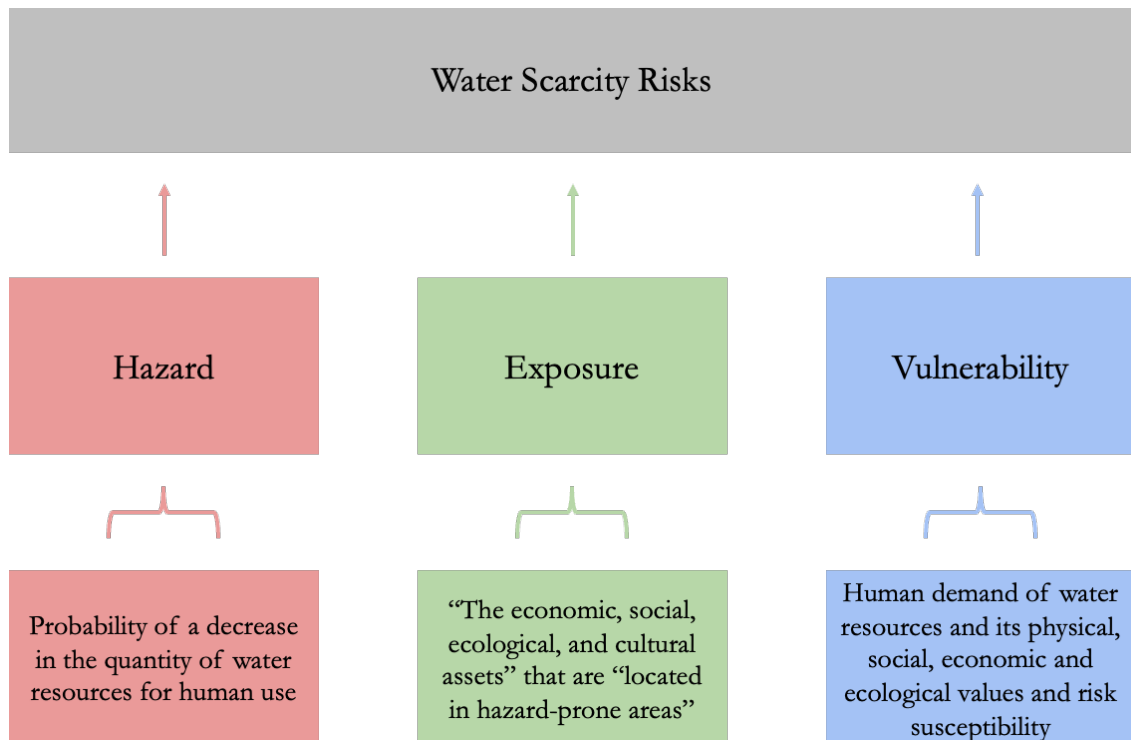 Water Scarcity Risks
Hazard
Exposure
Vulnerability
Probability of a decrease
in the quantity of water
resources for human use
“The economic, social,
ecological, and cultural
assets” that are “located
in hazard-prone areas”
Human demand of water
resources and its physical,
social, economic and
ecological values and risk
susceptibility